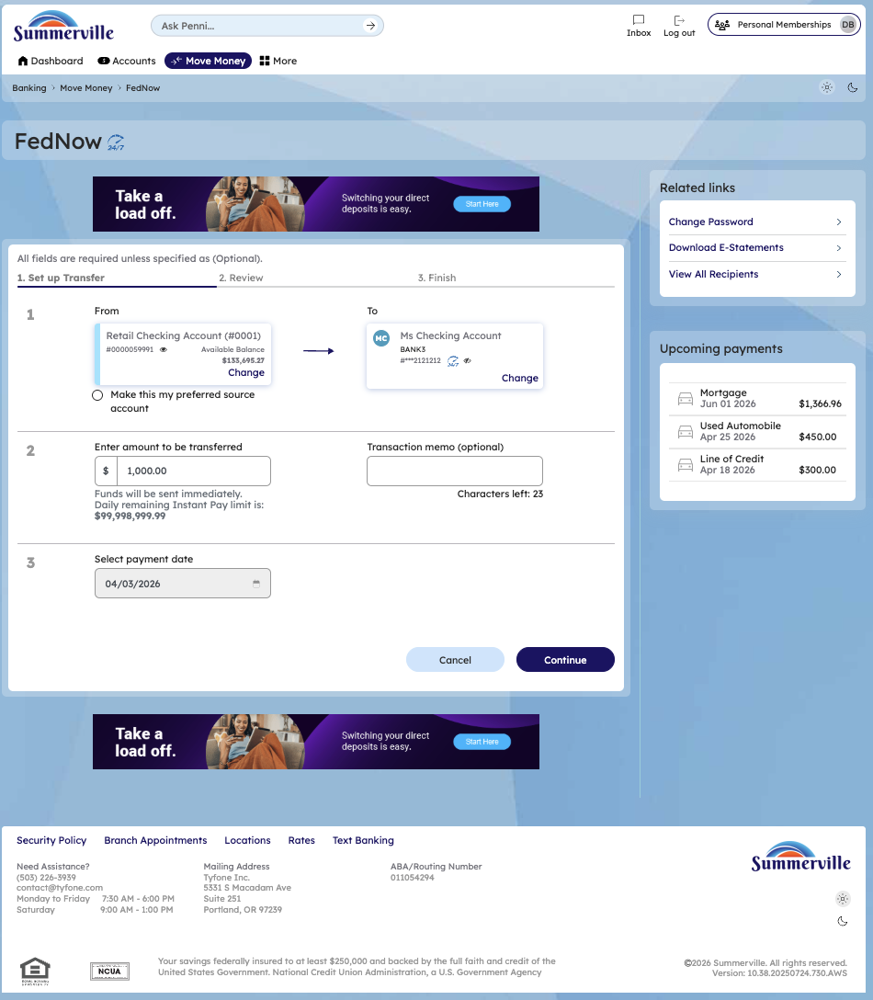 Summerville
Ask Penni...
Inbox
Log out
Personal Memberships
DB
Dashboard
Accounts
Move Money
More
Banking > Move Money > FedNow
FedNow
24/7
Take a
load off.
Switching your direct
deposits is easy.
Start Here
All fields are required unless specified as (Optional).
1. Set up Transfer
2. Review
3. Finish
1
From
Retail Checking Account (#0001)
#0000059991
Available Balance
$133,695.27
Change
Make this my preferred source
account
To
MC
Ms Checking Account
BANK3
#***2121212
24/7
Change
2
Enter amount to be transferred
$ 1,000.00
Funds will be sent immediately.
Daily remaining Instant Pay limit is:
$99,998,999.99
Transaction memo (optional)
Characters left: 23
3
Select payment date
04/03/2026
Cancel
Continue
Take a
load off.
Switching your direct
deposits is easy.
Start Here
Related links
Change Password
Download E-Statements
View All Recipients
Upcoming payments
Mortgage
Jun 01 2026 $1,366.96
Used Automobile
Apr 25 2026 $450.00
Line of Credit
Apr 18 2026 $300.00
Security Policy
Branch Appointments
Locations
Rates
Text Banking
Need Assistance?
(503) 226-3939
contact@tyfone.com
Monday to Friday 7:30 AM - 6:00 PM
Saturday 9:00 AM - 1:00 PM
Mailing Address
Tyfone Inc.
5331 S Macadam Ave
Suite 251
Portland, OR 97239
ABA/Routing Number
011054294
Summerville
NCUA
Your savings federally insured to at least $250,000 and backed by the full faith and credit of the
United States Government. National Credit Union Administration, a U.S. Government Agency
©2026 Summerville. All rights reserved.
Version: 10.38.20250724.730.AWS